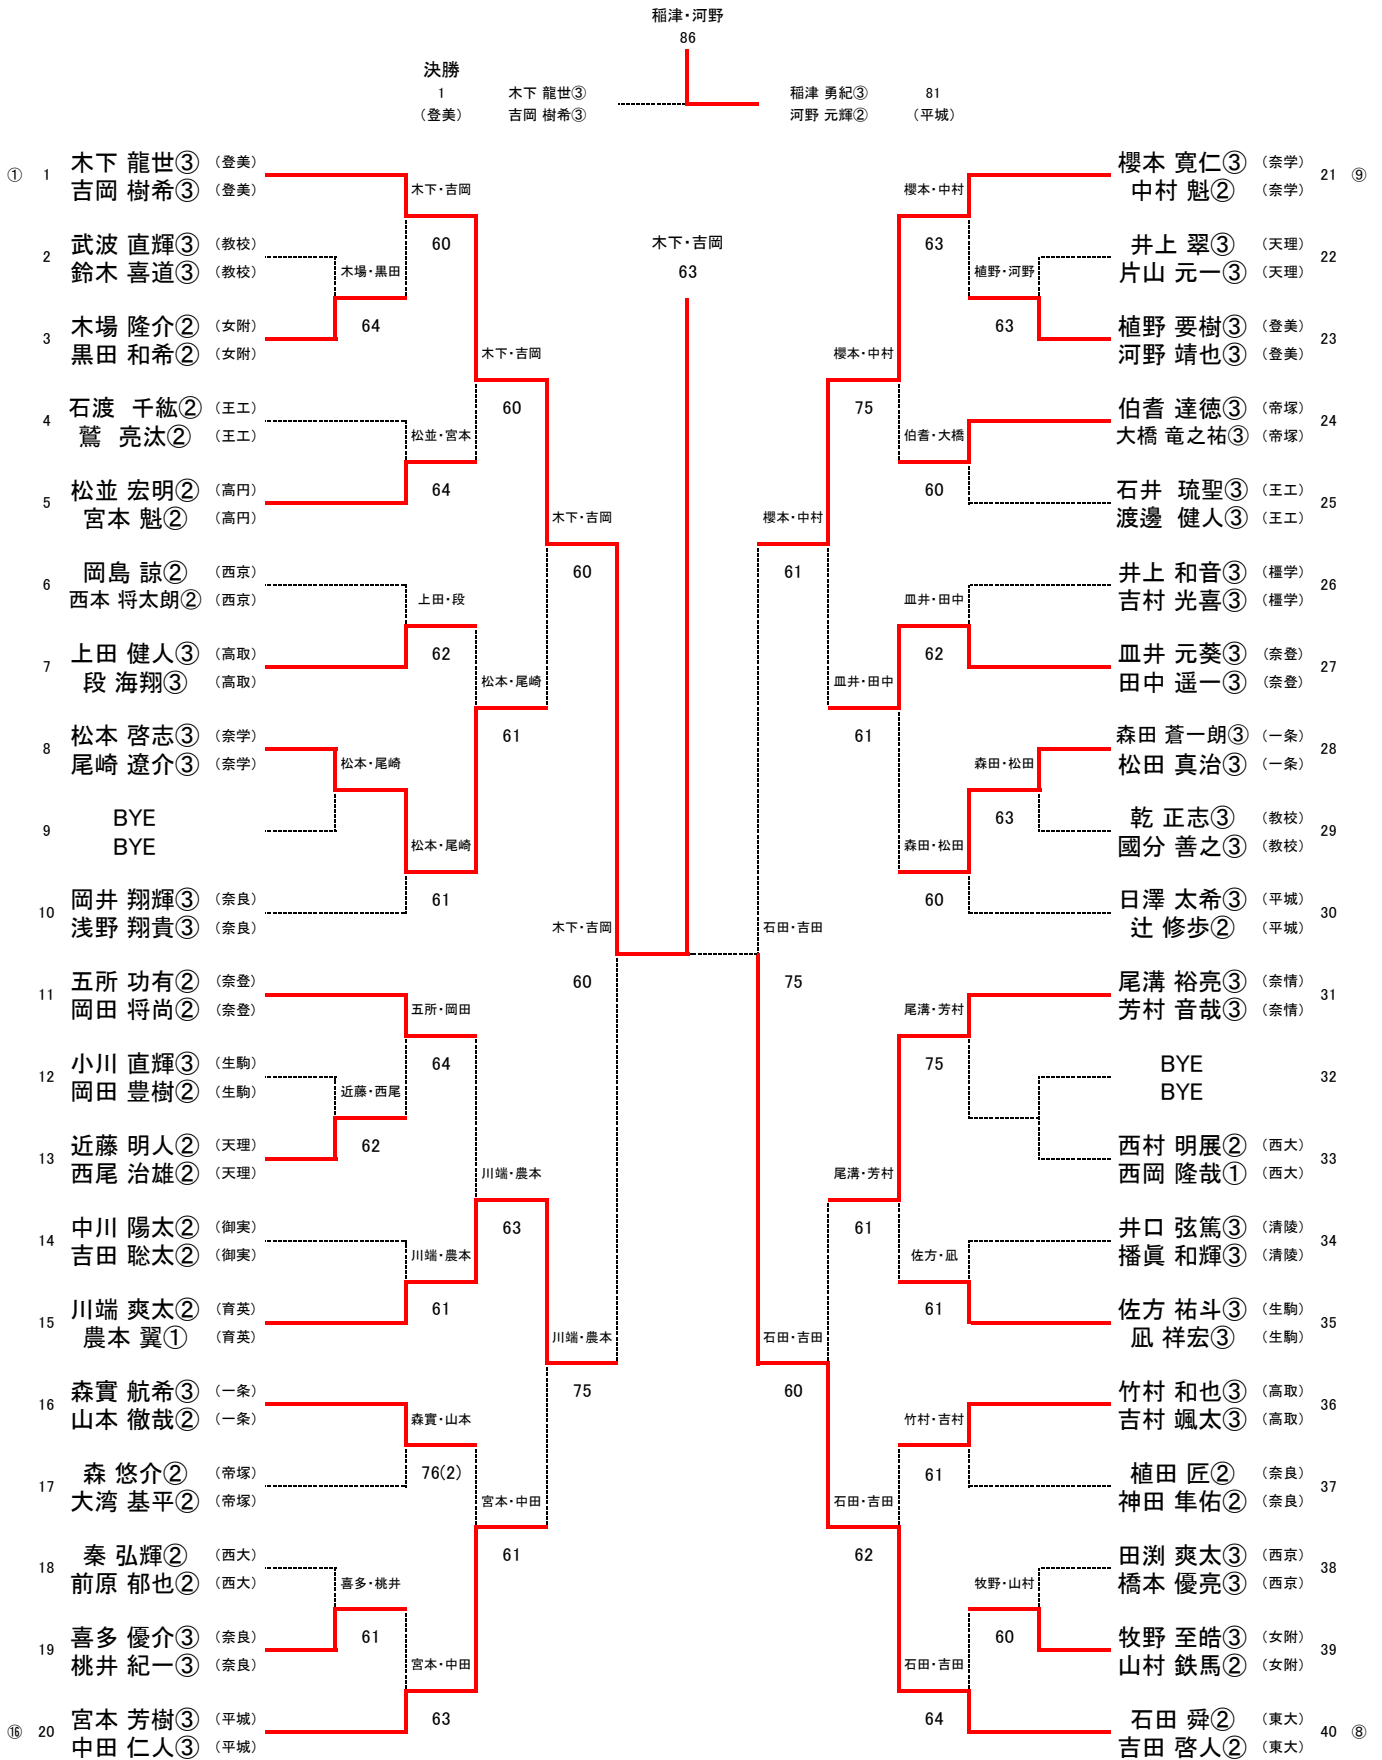 稲津・河野
86
決勝
1 木下 龍世③ 稲津 勇紀③ 81
(登美) 吉岡 樹希③ 河野 元輝② (平城)
① 1 木下 龍世③ (登美)
吉岡 樹希③ (登美)
木下・吉岡
60
2 武波 直輝③ (教校)
鈴木 喜道③ (教校)
木場・黒田
64
3 木場 隆介② (女附)
黒田 和希② (女附)
木下・吉岡
60
4 石渡 千紘② (王工)
鷲 亮汰② (王工)
松並・宮本
64
5 松並 宏明② (高円)
宮本 魁② (高円)
木下・吉岡
60
6 岡島 諒② (西京)
西本 将太朗② (西京)
上田・段
62
7 上田 健人③ (高取)
段 海翔③ (高取)
松本・尾崎
61
8 松本 啓志③ (奈学)
尾崎 遼介③ (奈学)
松本・尾崎
9 BYE
BYE
松本・尾崎
61
10 岡井 翔輝③ (奈良)
浅野 翔貴③ (奈良)
木下・吉岡
60
11 五所 功有② (奈登)
岡田 将尚② (奈登)
五所・岡田
64
12 小川 直輝③ (生駒)
岡田 豊樹② (生駒)
近藤・西尾
62
13 近藤 明人② (天理)
西尾 治雄② (天理)
川端・農本
63
14 中川 陽太② (御実)
吉田 聡太② (御実)
川端・農本
61
15 川端 爽太② (育英)
農本 翼① (育英)
川端・農本
75
16 森實 航希③ (一条)
山本 徹哉② (一条)
森實・山本
76(2)
17 森 悠介② (帝塚)
大湾 基平② (帝塚)
宮本・中田
61
18 秦 弘輝② (西大)
前原 郁也② (西大)
喜多・桃井
61
19 喜多 優介③ (奈良)
桃井 紀一③ (奈良)
宮本・中田
63
⑯ 20 宮本 芳樹③ (平城)
中田 仁人③ (平城)
木下・吉岡
63
櫻本 寛仁③ (奈学) 21 ⑨
中村 魁② (奈学)
櫻本・中村
63
井上 翠③ (天理) 22
片山 元一③ (天理)
植野・河野
63
植野 要樹③ (登美) 23
河野 靖也③ (登美)
櫻本・中村
75
伯耆 達徳③ (帝塚) 24
大橋 竜之祐③ (帝塚)
伯耆・大橋
60
石井 琉聖③ (王工) 25
渡邊 健人③ (王工)
櫻本・中村
61
井上 和音③ (橿学) 26
吉村 光喜③ (橿学)
皿井・田中
62
皿井 元葵③ (奈登) 27
田中 遥一③ (奈登)
皿井・田中
61
森田 蒼一朗③ (一条) 28
松田 真治③ (一条)
森田・松田
63
乾 正志③ (教校) 29
國分 善之③ (教校)
森田・松田
60
日澤 太希③ (平城) 30
辻 修歩② (平城)
石田・吉田
75
尾溝 裕亮③ (奈情) 31
芳村 音哉③ (奈情)
尾溝・芳村
75
BYE 32
BYE
西村 明展② (西大) 33
西岡 隆哉① (西大)
尾溝・芳村
61
井口 弦篤③ (清陵) 34
播眞 和輝③ (清陵)
佐方・凪
61
佐方 祐斗③ (生駒) 35
凪 祥宏③ (生駒)
石田・吉田
60
竹村 和也③ (高取) 36
吉村 颯太③ (高取)
竹村・吉村
61
植田 匠② (奈良) 37
神田 隼佑② (奈良)
石田・吉田
62
田渕 爽太③ (西京) 38
橋本 優亮③ (西京)
牧野・山村
60
牧野 至皓③ (女附) 39
山村 鉄馬② (女附)
石田・吉田
64
石田 舜② (東大) 40 ⑧
吉田 啓人② (東大)